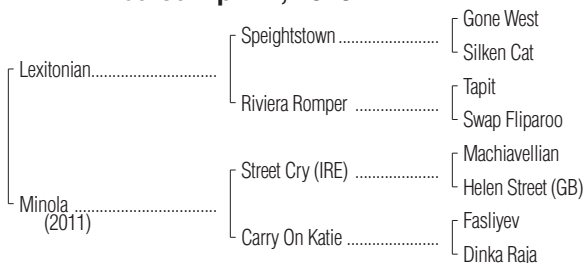 Gone West
Speightstown ......................
Silken Cat
Lexitonian...................................
Tapit
Riviera Romper .....................
Swap Fliparoo
Machiavellian
Street Cry (IRE) .....................
Helen Street (GB)
Minola .......................................
(2011)
Fasliyev
Carry On Katie .....................
Dinka Raja